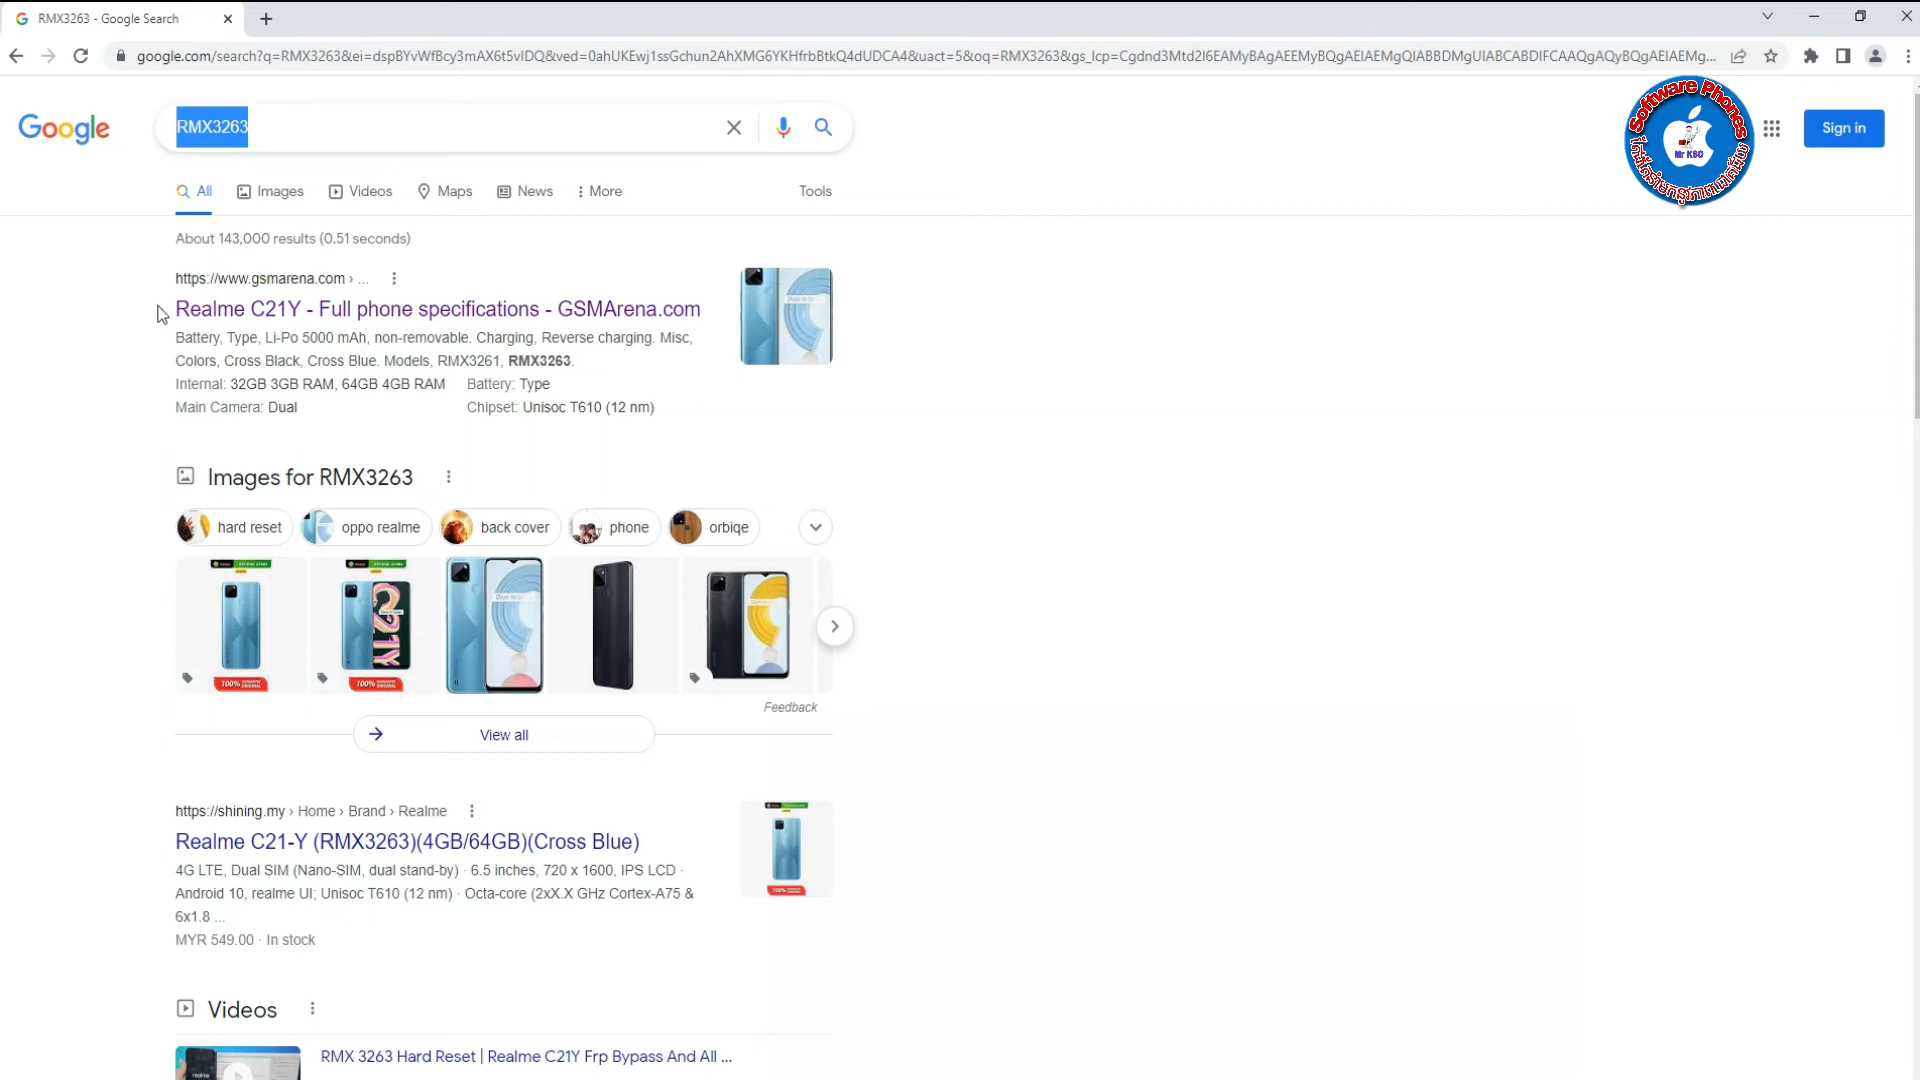 RMX3263 - Google Search
google.com/search?q=RMX3263&ei=dspBYvWfBcy3mAX6t5vIDQ&ved=0ahUKEwj1ssGchun2AhXMG6YKHfrbBtkQ4dUDCA4&uact=5&oq=RMX3263&gs_lcp=Cgdnd3Mtd2l6EAMyBAgAEEMyBQgAEIAEMgQIABBDMgUIABCABDIFCAAQgAQyBQgAEIAEMg...
Google
RMX3263
Software Phones
Mr KSC
Sign in
All
Images
Videos
Maps
News
More
Tools
About 143,000 results (0.51 seconds)
https://www.gsmarena.com › ...
Realme C21Y - Full phone specifications - GSMArena.com
Battery, Type, Li-Po 5000 mAh, non-removable. Charging, Reverse charging. Misc,
Colors, Cross Black, Cross Blue. Models, RMX3261, RMX3263.
Internal: 32GB 3GB RAM, 64GB 4GB RAM Battery: Type
Main Camera: Dual Chipset: Unisoc T610 (12 nm)
Images for RMX3263
hard reset
oppo realme
back cover
phone
orbiqe
C21Y
100%
100%
Feedback
View all
https://shining.my › Home › Brand › Realme
Realme C21-Y (RMX3263)(4GB/64GB)(Cross Blue)
4G LTE, Dual SIM (Nano-SIM, dual stand-by) · 6.5 inches, 720 x 1600, IPS LCD ·
Android 10, realme UI; Unisoc T610 (12 nm) · Octa-core (2xX.X GHz Cortex-A75 &
6x1.8 ...
MYR 549.00 · In stock
Videos
RMX 3263 Hard Reset | Realme C21Y Frp Bypass And All ...
realme